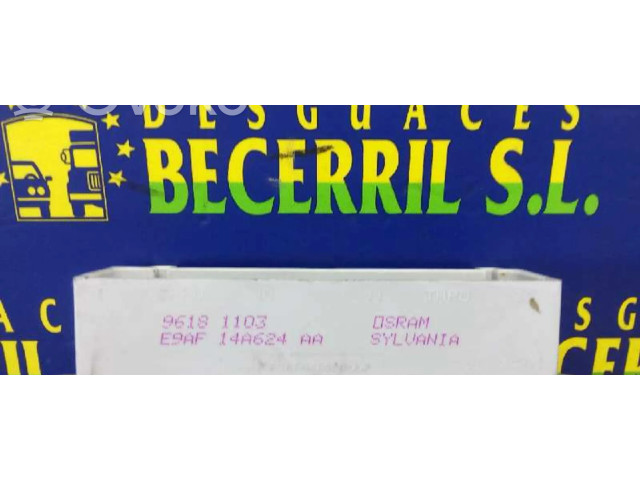 DESGUACES
BECERRIL S.L.
9618 1103 OSRAM
E9AF 14A624 AA SYLVANIA